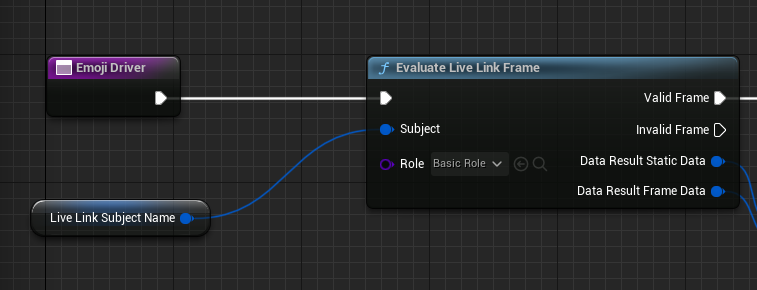 Emoji Driver
Evaluate Live Link Frame
Valid Frame
Subject
Invalid Frame
Role Basic Role
Data Result Static Data
Data Result Frame Data
Live Link Subject Name